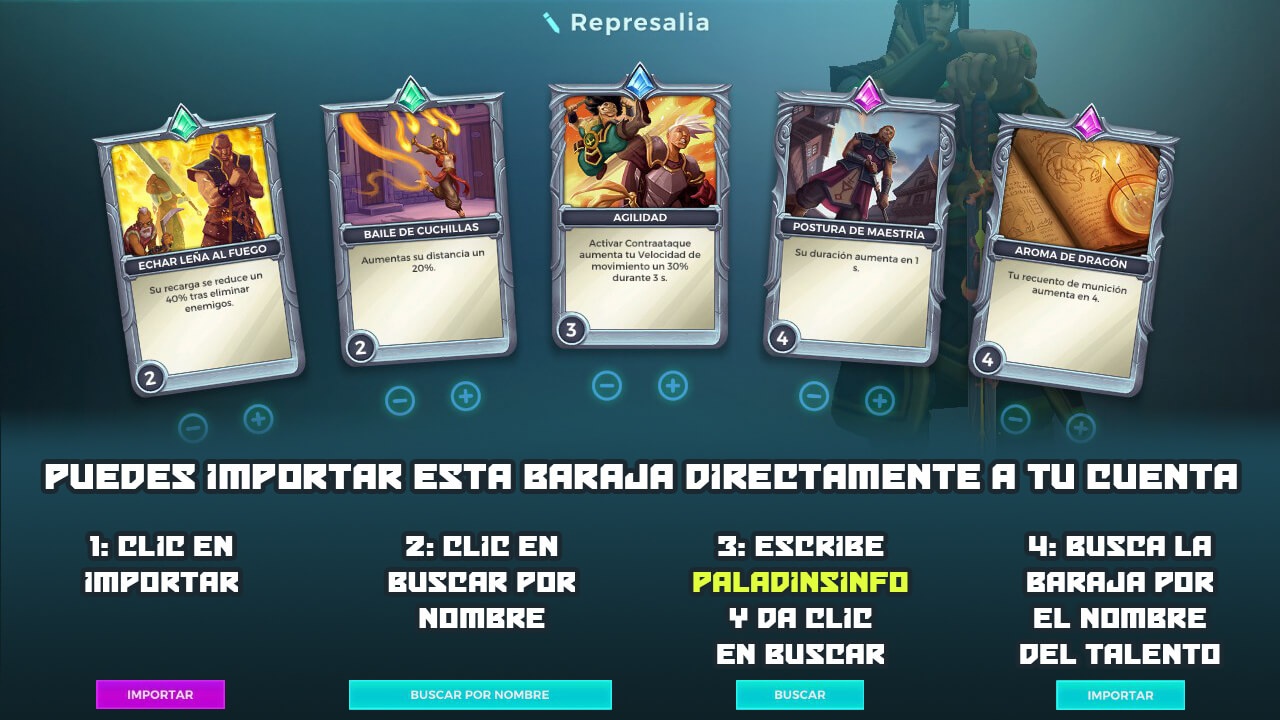 Represalia
ECHAR LEÑA AL FUEGO
Su recarga se reduce un
40% tras eliminar
enemigos.
2
BAILE DE CUCHILLAS
Aumentas su distancia un
20%.
2
AGILIDAD
Activar Contraataque
aumenta tu Velocidad de
movimiento un 30%
durante 3 s.
3
POSTURA DE MAESTRÍA
Su duración aumenta en 1
s.
4
AROMA DE DRAGÓN
Tu recuento de munición
aumenta en 4.
4
PUEDES IMPORTAR ESTA BARAJA DIRECTAMENTE A TU CUENTA
1: CLIC EN
IMPORTAR
IMPORTAR
2: CLIC EN
BUSCAR POR
NOMBRE
BUSCAR POR NOMBRE
3: ESCRIBE
PALADINSINFO
Y DA CLIC
EN BUSCAR
BUSCAR
4: BUSCA LA
BARAJA POR
EL NOMBRE
DEL TALENTO
IMPORTAR